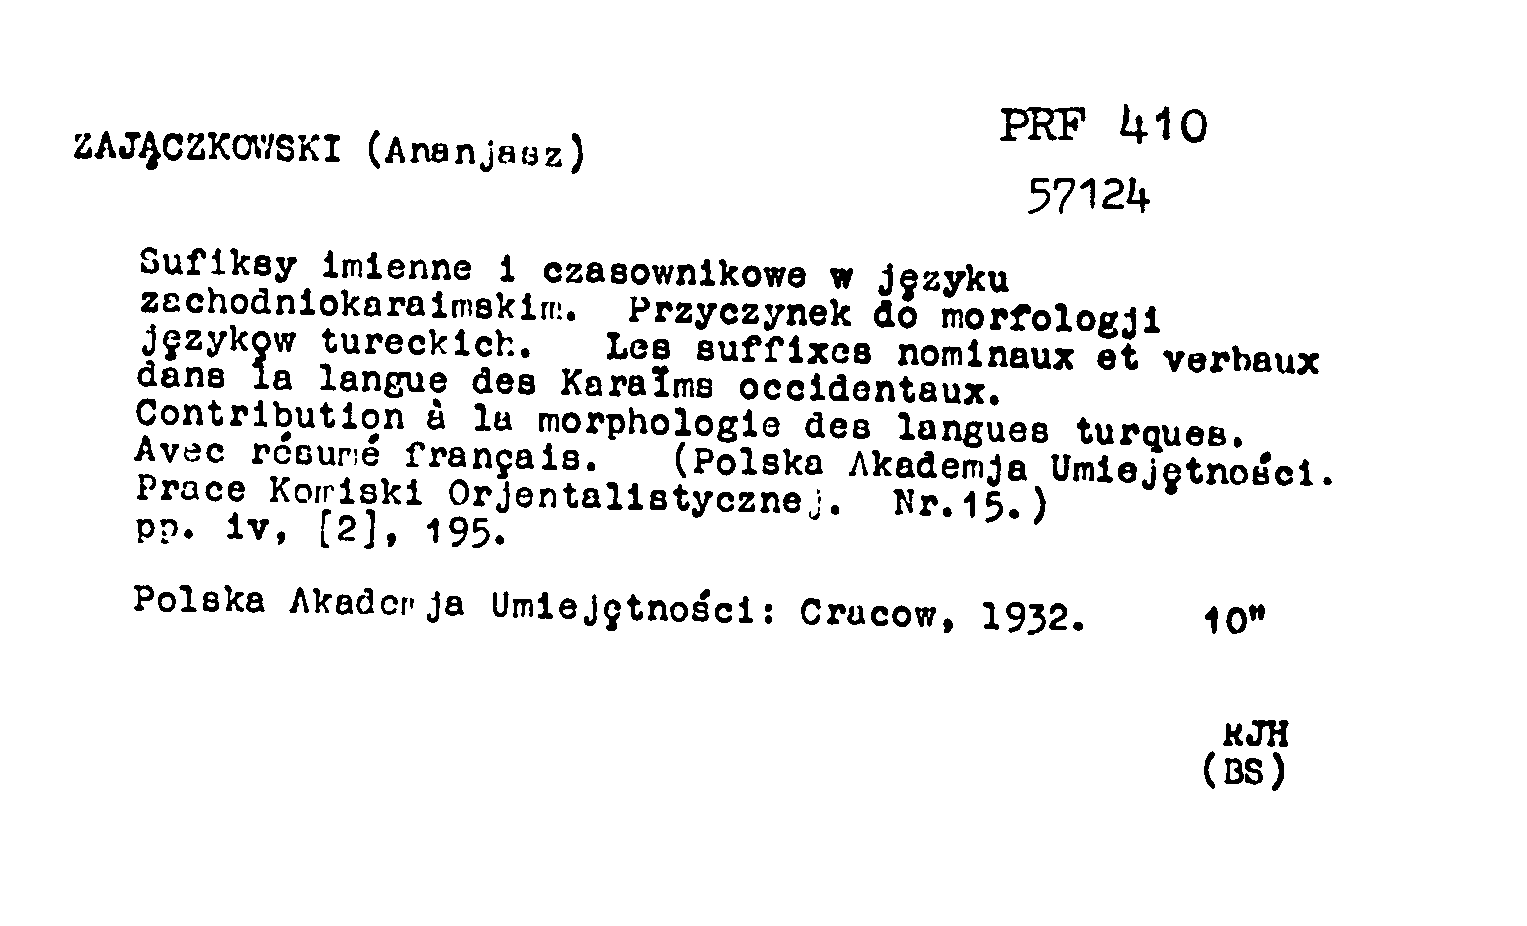 ZAJĄCZKOWSKI (Ananjasz)
PRF 410
57124
Sufiksy imienne i czasownikowe w języku
zachodniokaraimskim. Przyczynek do morfologji
języków tureckich. Les suffixes nominaux et verbaux
dans la langue des Karaïms occidentaux.
Contribution à la morphologie des langues turques.
Avec résumé français. (Polska Akademja Umiejętności.
Prace Komiski Orjentalistycznej. Nr.15.)
pp. iv, [2], 195.
Polska Akademja Umiejętności: Cracow, 1932. 10"
RJH
(BS)